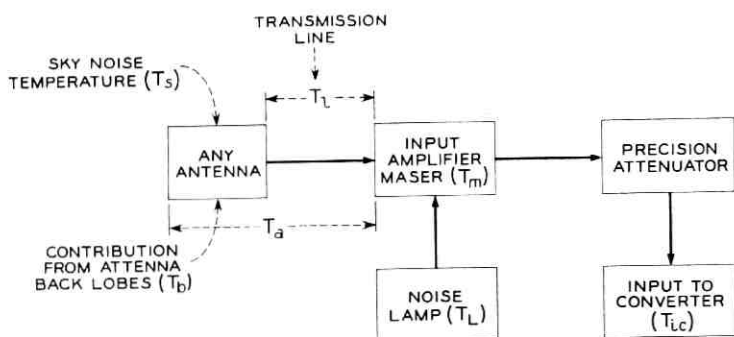 TRANSMISSION
LINE
SKY NOISE
TEMPERATURE (Ts)
Tl
ANY
ANTENNA
INPUT
AMPLIFIER
MASER (Tm)
PRECISION
ATTENUATOR
Ta
CONTRIBUTION
FROM ATTENNA
BACK LOBES (Tb)
NOISE
LAMP (TL)
INPUT TO
CONVERTER
(Tic)